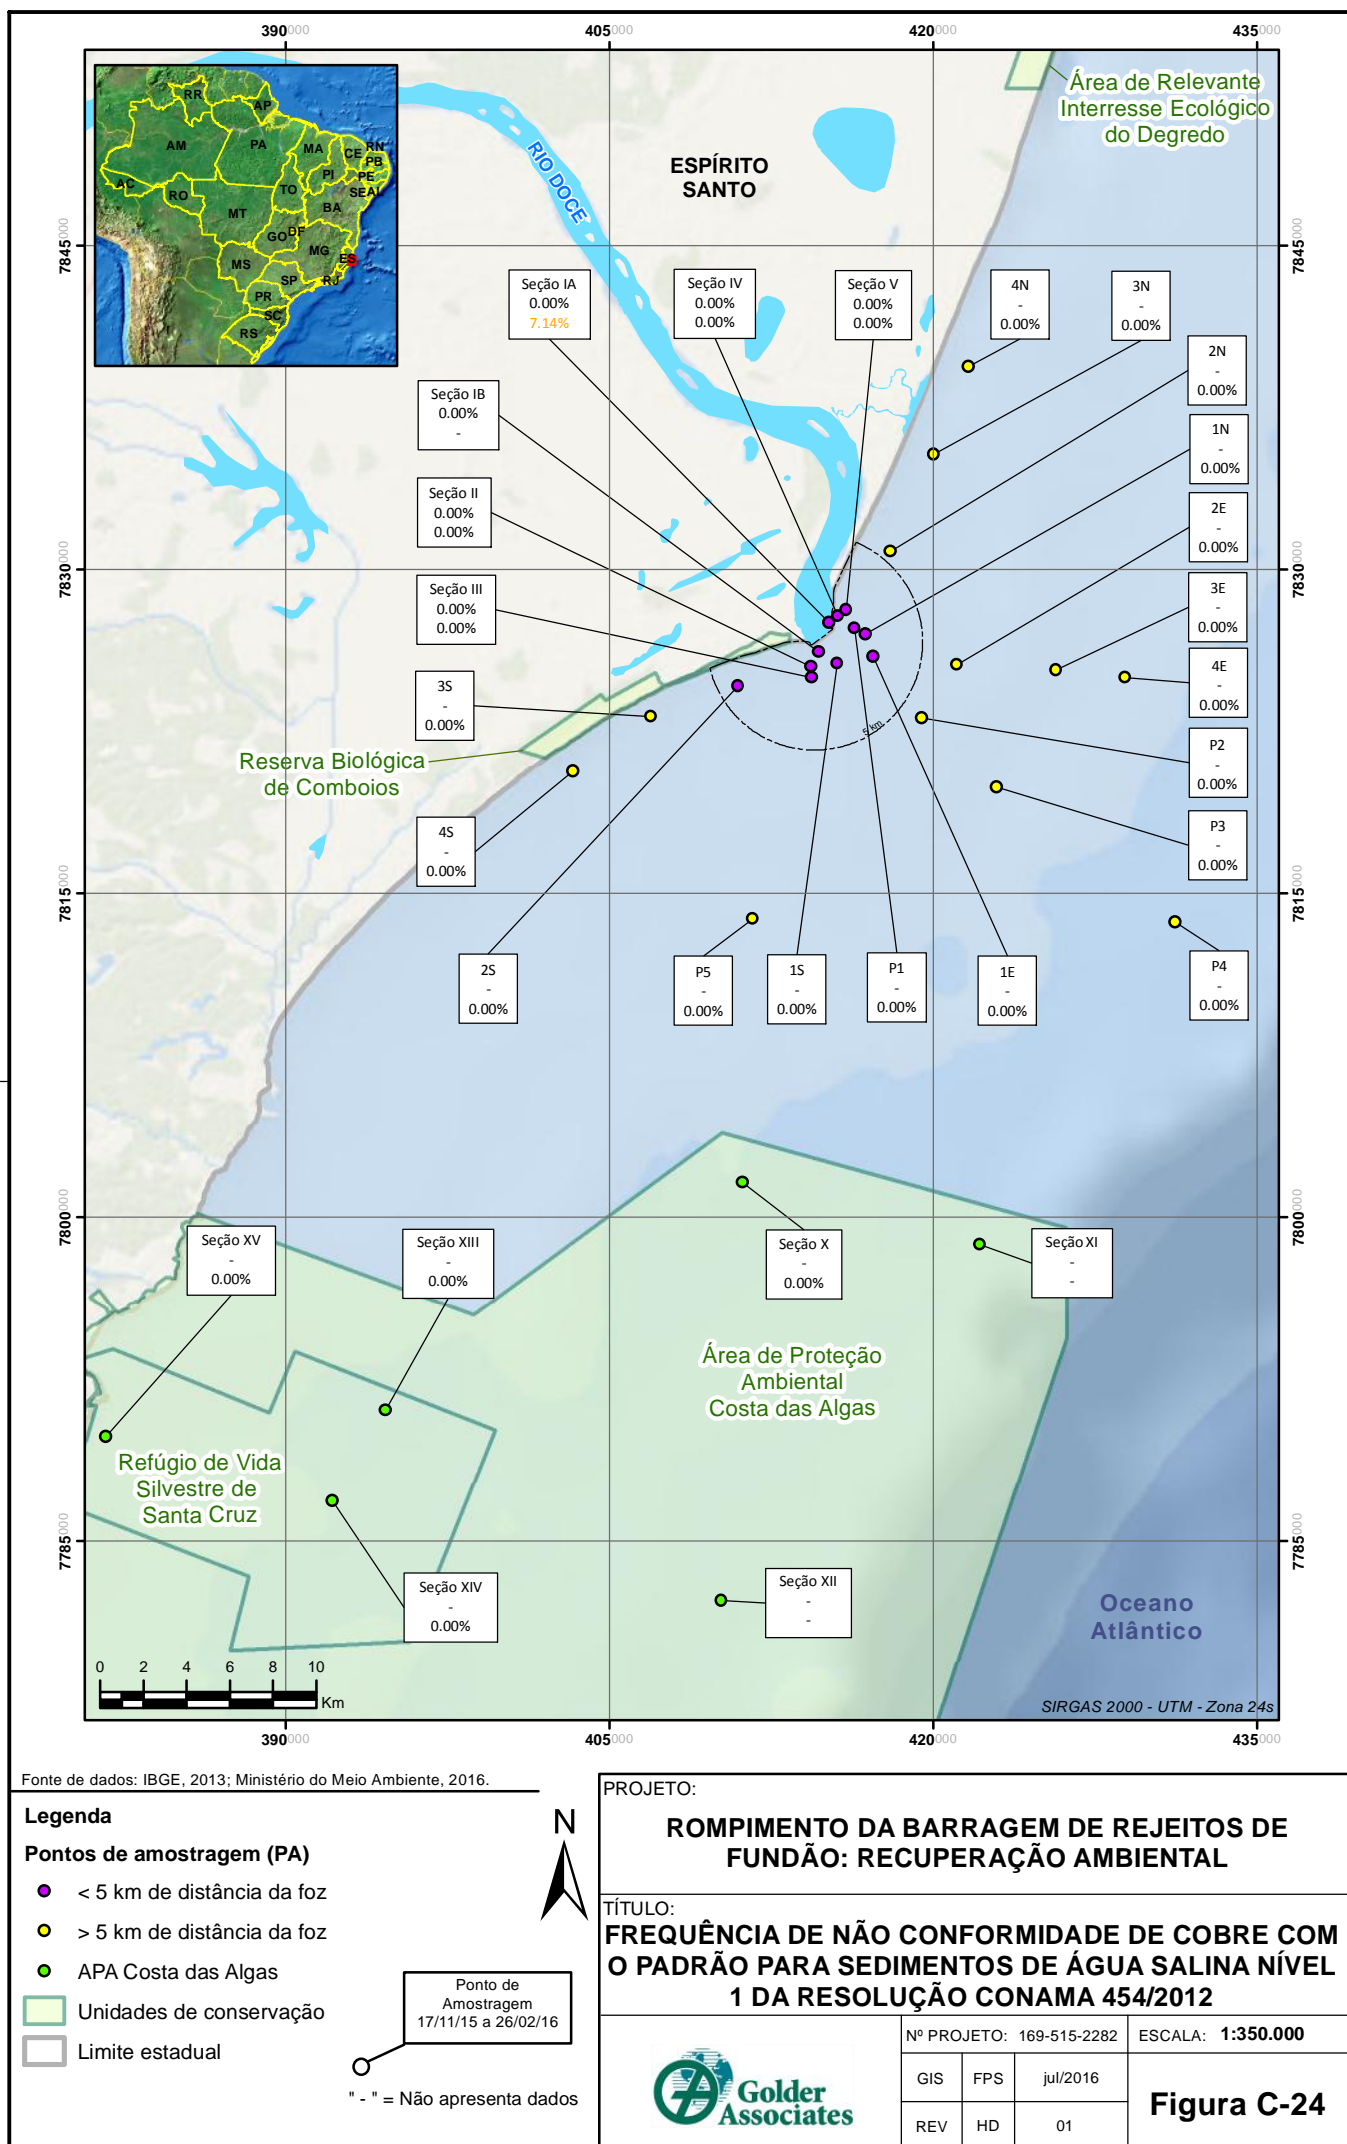 390000 405000 420000 435000
RR
AP
AM
PA
MA
CE
RN
PB
PE
PI
AC
RO
TO
SE
AL
BA
MT
GO
DF
MG
ES
MS
SP
RJ
PR
SC
RS
RIO DOCE
ESPÍRITO
SANTO
Área de Relevante
Interresse Ecológico
do Degredo
7845000
7845000
Seção IA
0.00%
7.14%
Seção IV
0.00%
0.00%
Seção V
0.00%
0.00%
4N
-
0.00%
3N
-
0.00%
2N
-
0.00%
Seção IB
0.00%
-
1N
-
0.00%
Seção II
0.00%
0.00%
2E
-
0.00%
7830000
7830000
Seção III
0.00%
0.00%
3E
-
0.00%
3S
-
0.00%
4E
-
0.00%
5 km
Reserva Biológica
de Comboios
P2
-
0.00%
4S
-
0.00%
P3
-
0.00%
7815000
7815000
2S
-
0.00%
P5
-
0.00%
1S
-
0.00%
P1
-
0.00%
1E
-
0.00%
P4
-
0.00%
7800000
7800000
Seção XV
-
0.00%
Seção XIII
-
0.00%
Seção X
-
0.00%
Seção XI
-
-
Área de Proteção
Ambiental
Costa das Algas
Refúgio de Vida
Silvestre de
Santa Cruz
7785000
7785000
Seção XIV
-
0.00%
Seção XII
-
-
Oceano
Atlântico
0 2 4 6 8 10
Km
SIRGAS 2000 - UTM - Zona 24s
390000 405000 420000 435000
Fonte de dados: IBGE, 2013; Ministério do Meio Ambiente, 2016.
Legenda
Pontos de amostragem (PA)
< 5 km de distância da foz
> 5 km de distância da foz
APA Costa das Algas
Unidades de conservação
Limite estadual
N
Ponto de
Amostragem
17/11/15 a 26/02/16
" - " = Não apresenta dados
PROJETO:
ROMPIMENTO DA BARRAGEM DE REJEITOS DE
FUNDÃO: RECUPERAÇÃO AMBIENTAL
TÍTULO:
FREQUÊNCIA DE NÃO CONFORMIDADE DE COBRE COM
O PADRÃO PARA SEDIMENTOS DE ÁGUA SALINA NÍVEL
1 DA RESOLUÇÃO CONAMA 454/2012
Golder
Associates
Nº PROJETO: 169-515-2282
ESCALA: 1:350.000
GIS FPS jul/2016
REV HD 01
Figura C-24